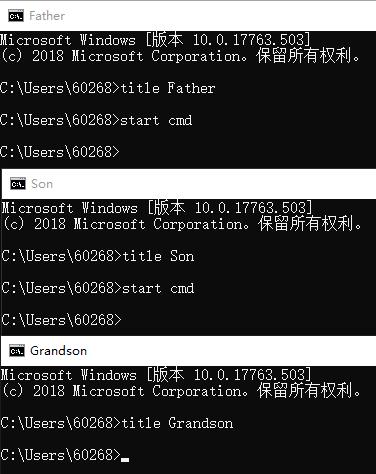 Father
Microsoft Windows [版本 10.0.17763.503]
(c) 2018 Microsoft Corporation。保留所有权利。
C:\Users\60268>title Father
C:\Users\60268>start cmd
C:\Users\60268>
Son
Microsoft Windows [版本 10.0.17763.503]
(c) 2018 Microsoft Corporation。保留所有权利。
C:\Users\60268>title Son
C:\Users\60268>start cmd
C:\Users\60268>
Grandson
Microsoft Windows [版本 10.0.17763.503]
(c) 2018 Microsoft Corporation。保留所有权利。
C:\Users\60268>title Grandson
C:\Users\60268>